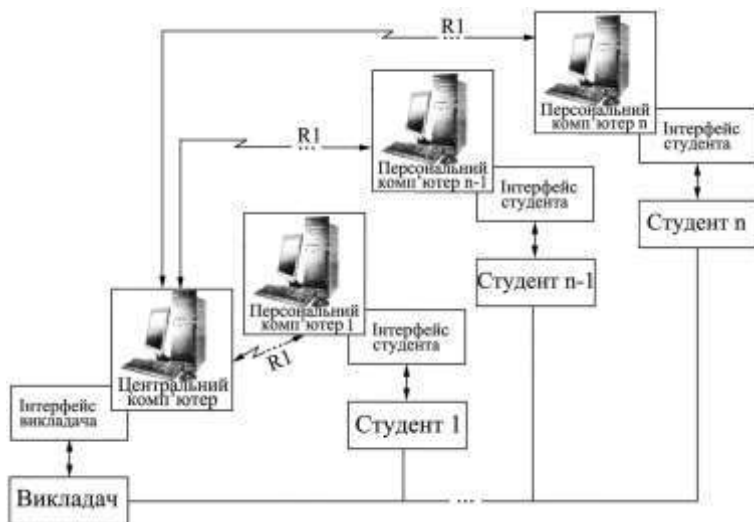 R1
Персональний
комп’ютер n
Інтерфейс
студента
Студент n
R1
...
Персональний
комп’ютер n-1
Інтерфейс
студента
Студент n-1
Персональний
комп’ютер 1
Інтерфейс
студента
Студент 1
R1
Центральний
комп’ютер
Інтерфейс
викладача
Викладач
...